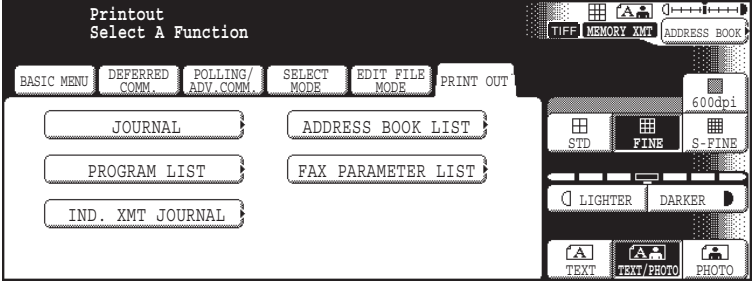 Printout
Select A Function
TIFF MEMORY XMT ADDRESS BOOK
BASIC MENU
DEFERRED
COMM.
POLLING/
ADV.COMM.
SELECT
MODE
EDIT FILE
MODE
PRINT OUT
JOURNAL
ADDRESS BOOK LIST
PROGRAM LIST
FAX PARAMETER LIST
IND. XMT JOURNAL
600dpi
STD FINE S-FINE
LIGHTER DARKER
A
TEXT
A
TEXT/PHOTO
PHOTO